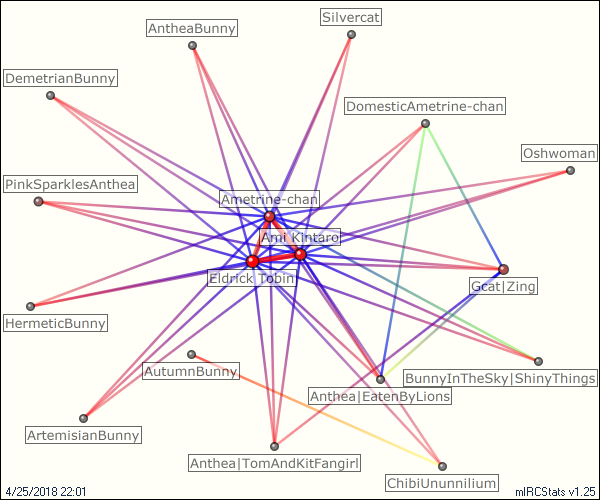 Silvercat
AntheaBunny
DemetrianBunny
DomesticAmetrine-chan
Oshwoman
PinkSparklesAnthea
Ametrine-chan
Ami Kintaro
Eldrick Tobin
Gcat|Zing
HermeticBunny
AutumnBunny
BunnyInTheSky|ShinyThings
Anthea|EatenByLions
ArtemisianBunny
Anthea|TomAndKitFangirl
ChibiUnunnilium
4/25/2018 22:01
mIRCStats v1.25